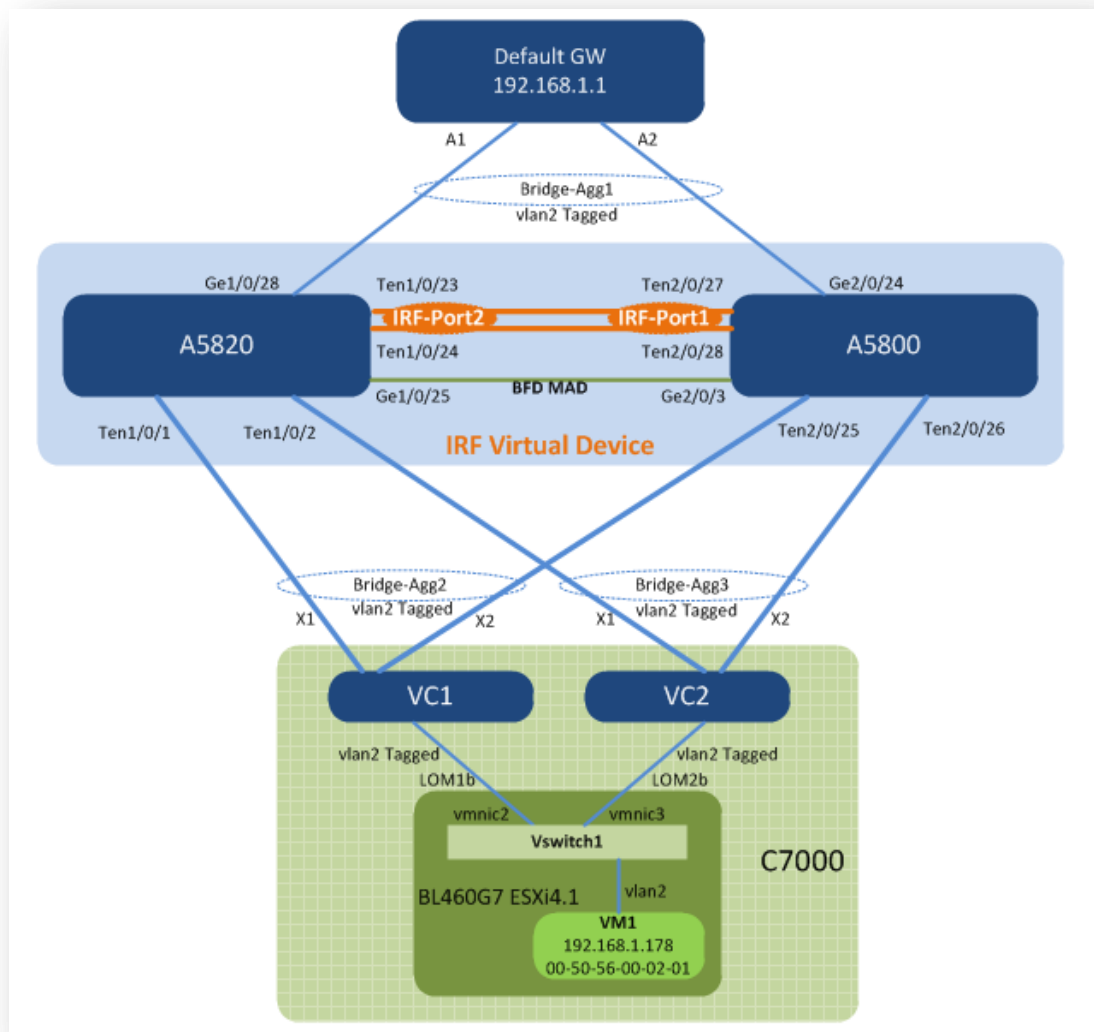 Default GW
192.168.1.1
A1
A2
Bridge-Agg1
vlan2 Tagged
Ge1/0/28
Ten1/0/23
Ten2/0/27
Ge2/0/24
IRF-Port2
IRF-Port1
A5820
A5800
Ten1/0/24
Ten2/0/28
Ge1/0/25
BFD MAD
Ge2/0/3
Ten1/0/1
Ten1/0/2
IRF Virtual Device
Ten2/0/25
Ten2/0/26
Bridge-Agg2
vlan2 Tagged
Bridge-Agg3
vlan2 Tagged
X1
X2
X1
X2
VC1
VC2
vlan2 Tagged
vlan2 Tagged
LOM1b
LOM2b
vmnic2
vmnic3
Vswitch1
C7000
BL460G7 ESXi4.1
vlan2
VM1
192.168.1.178
00-50-56-00-02-01